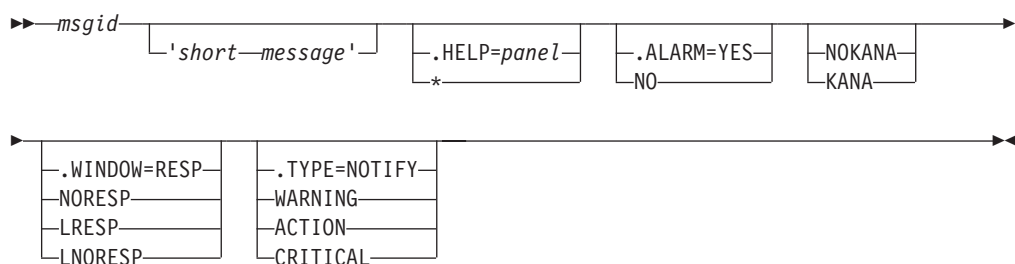 msgid
'short message'
.HELP=panel
*
.ALARM=YES
NO
NOKANA
KANA
.WINDOW=RESP
NORESP
LRESP
LNORESP
.TYPE=NOTIFY
WARNING
ACTION
CRITICAL